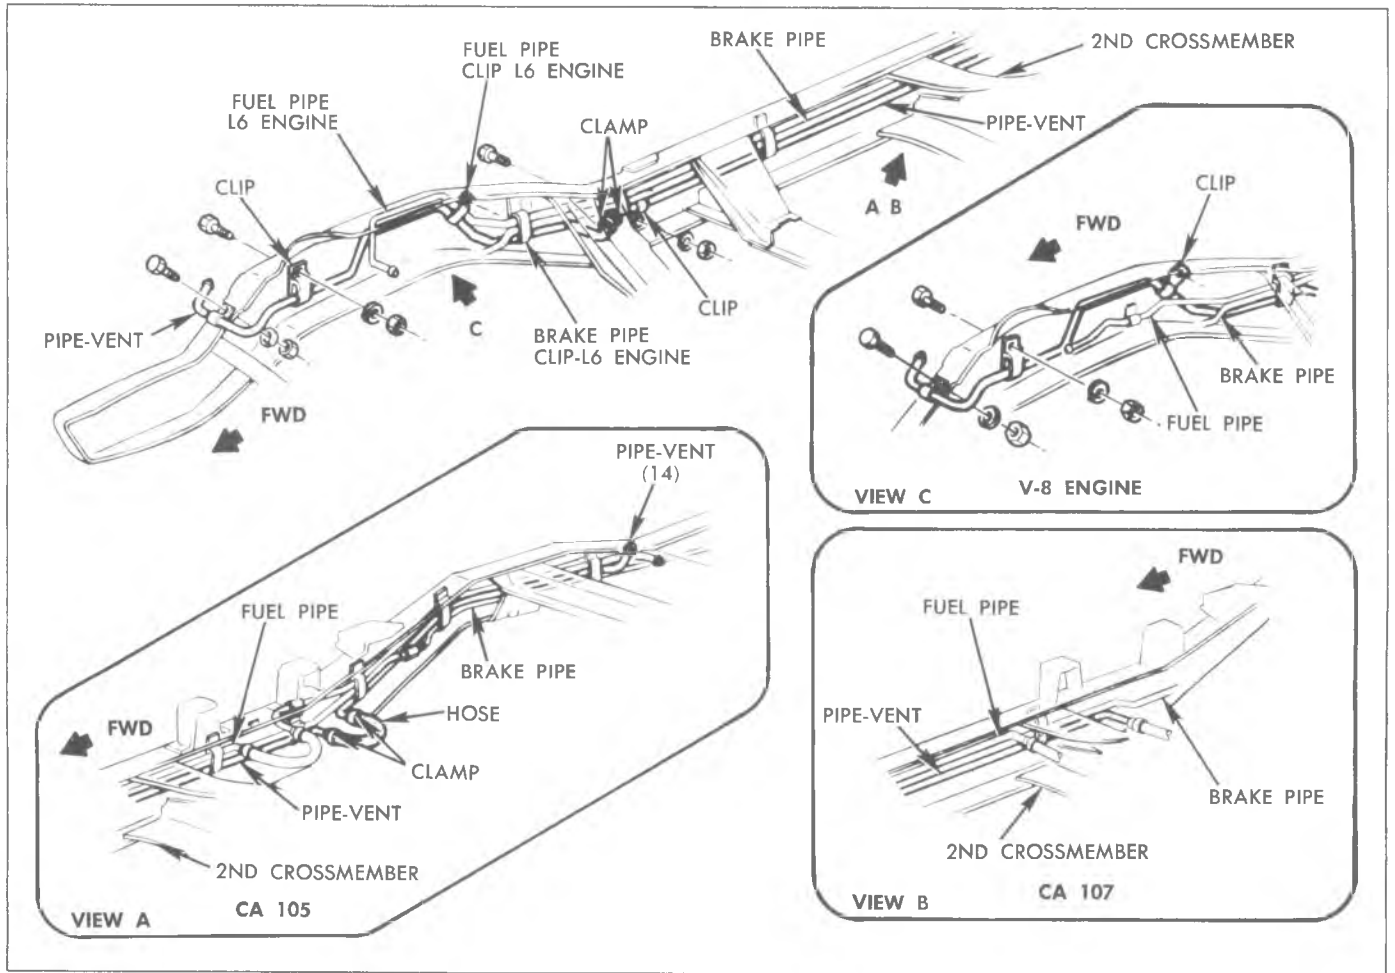 FUEL PIPE
CLIP L6 ENGINE
BRAKE PIPE
2ND CROSSMEMBER
FUEL PIPE
L6 ENGINE
CLAMP
PIPE-VENT
CLIP
A B
C
CLIP
PIPE-VENT
BRAKE PIPE
CLIP-L6 ENGINE
FWD
CLIP
FWD
BRAKE PIPE
FUEL PIPE
VIEW C
V-8 ENGINE
PIPE-VENT
(14)
FUEL PIPE
BRAKE PIPE
HOSE
FWD
CLAMP
PIPE-VENT
2ND CROSSMEMBER
VIEW A
CA 105
FWD
FUEL PIPE
PIPE-VENT
BRAKE PIPE
2ND CROSSMEMBER
VIEW B
CA 107